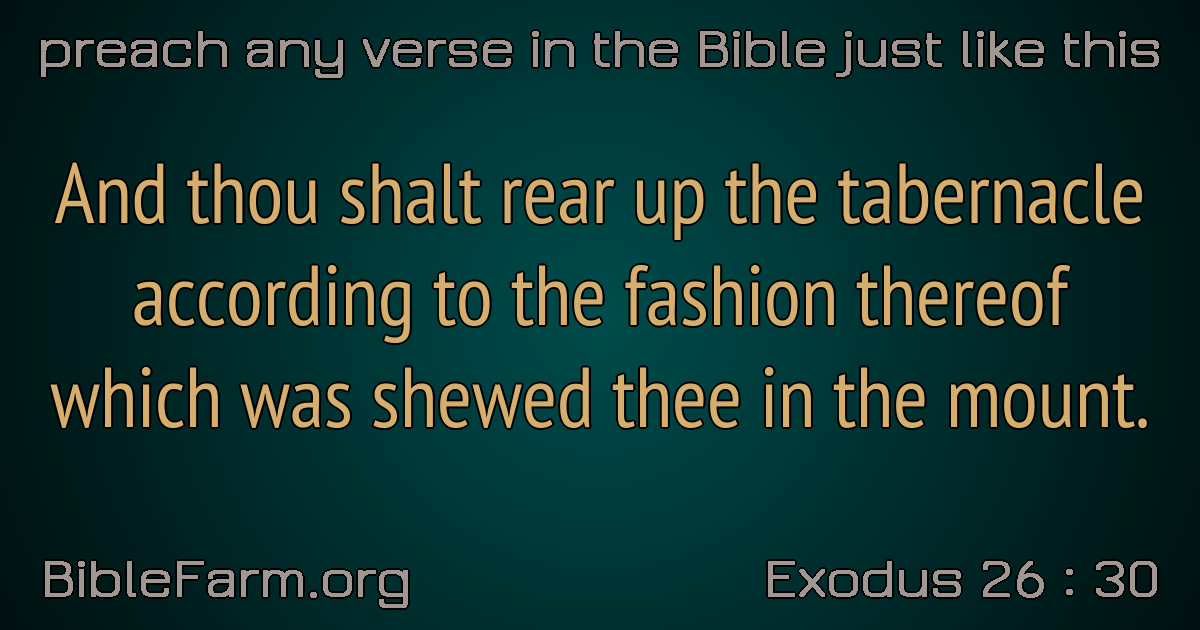 preach any verse in the Bible just like this
And thou shalt rear up the tabernacle
according to the fashion thereof
which was shewed thee in the mount.
BibleFarm.org
Exodus 26 : 30